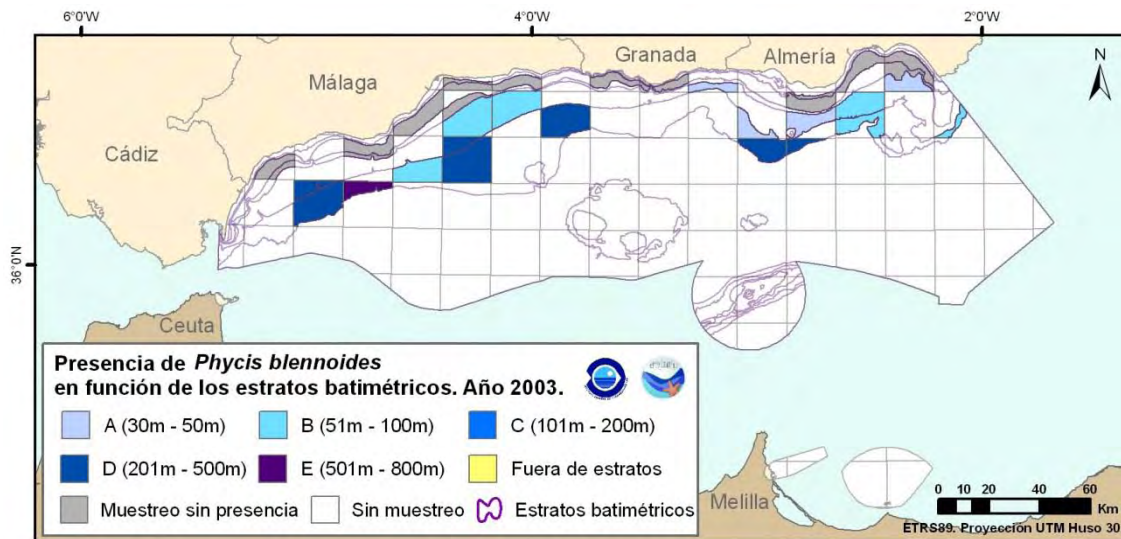 6°0'W 4°0'W 2°0'W
36°0'N
N
Granada
Almería
Málaga
Cádiz
Ceuta
Melilla
Presencia de Phycis blennoides
en función de los estratos batimétricos. Año 2003.
A (30m - 50m) B (51m - 100m) C (101m - 200m)
D (201m - 500m) E (501m - 800m) Fuera de estratos
Muestreo sin presencia Sin muestreo Estratos batimétricos
0 10 20 40 60
Km
ETRS89. Proyección UTM Huso 30